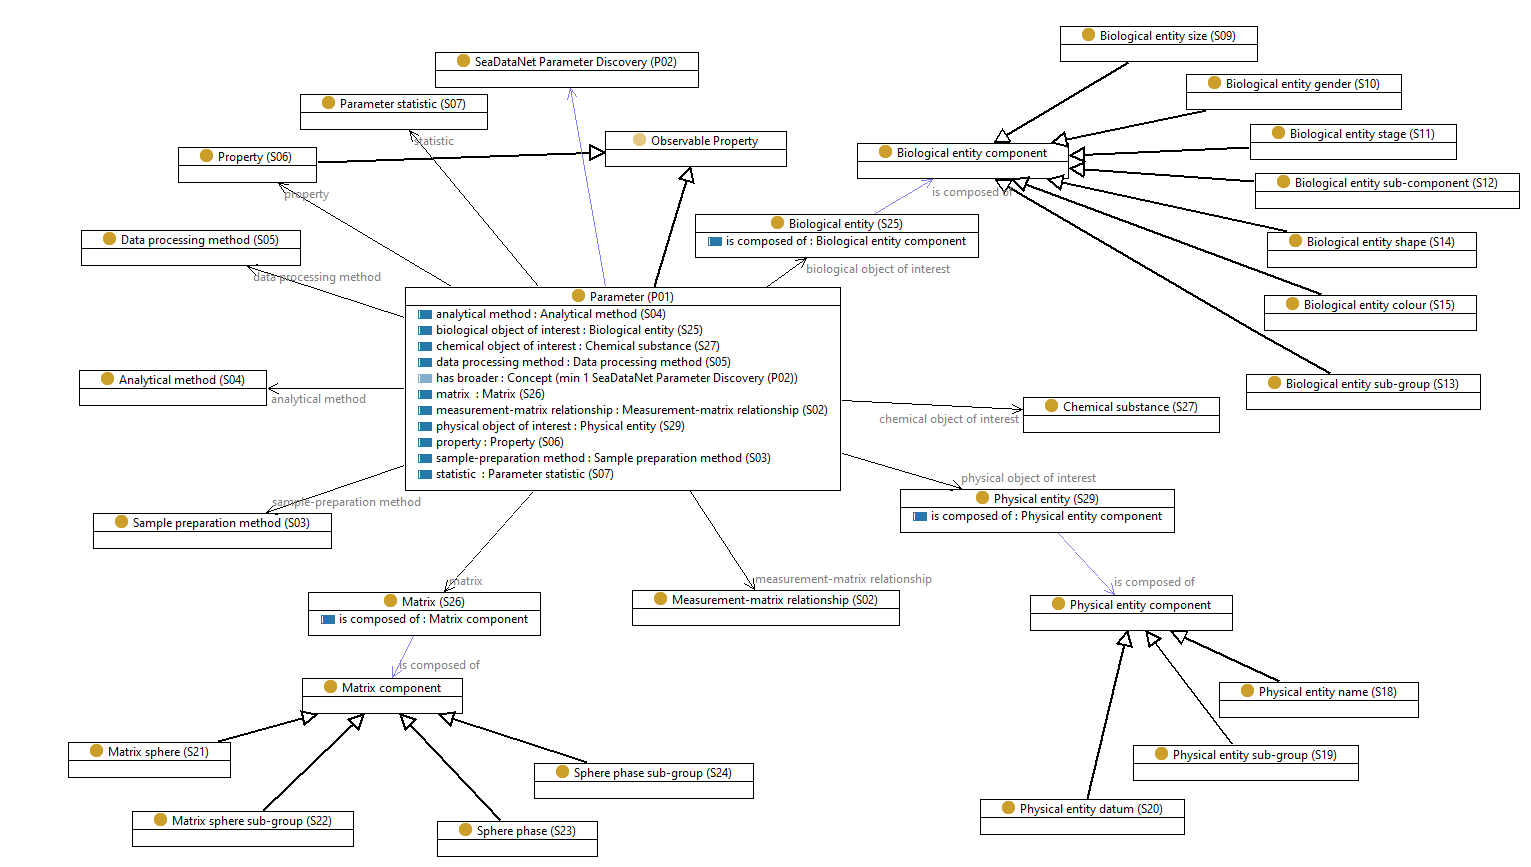 Biological entity size (S09)
SeaDataNet Parameter Discovery (P02)
Biological entity gender (S10)
Parameter statistic (S07)
Biological entity stage (S11)
statistic
Observable Property
Property (S06)
Biological entity component
Biological entity sub-component (S12)
property
is composed of
Biological entity (S25)
is composed of : Biological entity component
Data processing method (S05)
Biological entity shape (S14)
biological object of interest
data processing method
Biological entity colour (S15)
Parameter (P01)
analytical method : Analytical method (S04)
biological object of interest : Biological entity (S25)
chemical object of interest : Chemical substance (S27)
data processing method : Data processing method (S05)
has broader : Concept (min 1 SeaDataNet Parameter Discovery (P02))
matrix : Matrix (S26)
measurement-matrix relationship : Measurement-matrix relationship (S02)
physical object of interest : Physical entity (S29)
property : Property (S06)
sample-preparation method : Sample preparation method (S03)
statistic : Parameter statistic (S07)
Analytical method (S04)
analytical method
Biological entity sub-group (S13)
Chemical substance (S27)
chemical object of interest
physical object of interest
Physical entity (S29)
is composed of : Physical entity component
sample-preparation method
Sample preparation method (S03)
matrix
measurement-matrix relationship
is composed of
Matrix (S26)
is composed of : Matrix component
Measurement-matrix relationship (S02)
Physical entity component
is composed of
Matrix component
Physical entity name (S18)
Matrix sphere (S21)
Physical entity sub-group (S19)
Sphere phase sub-group (S24)
Physical entity datum (S20)
Matrix sphere sub-group (S22)
Sphere phase (S23)